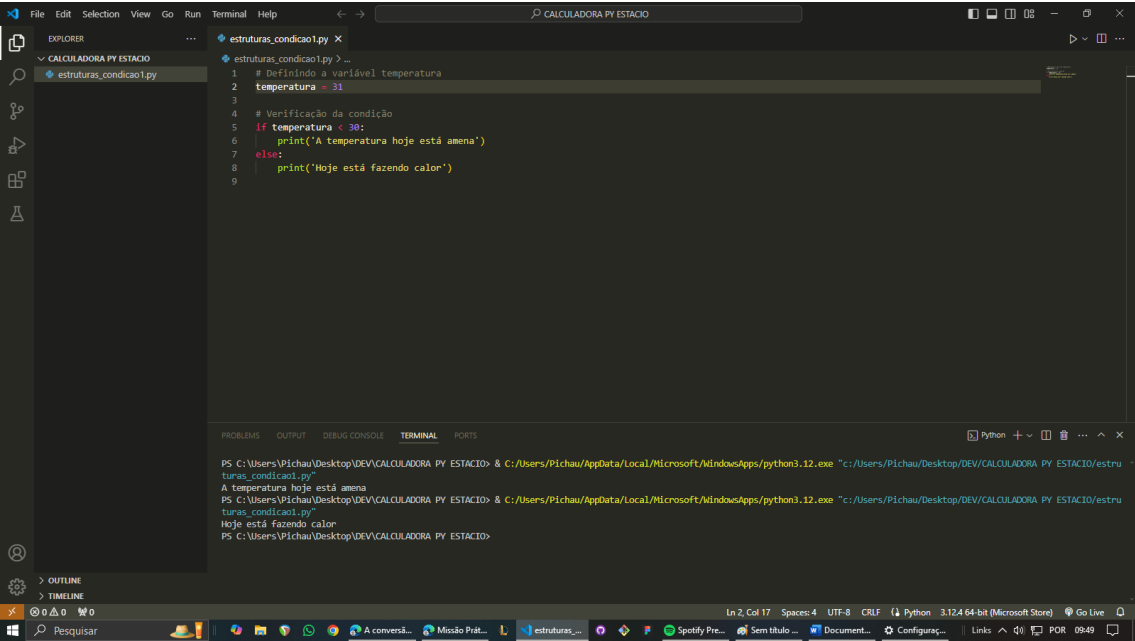 File Edit Selection View Go Run Terminal Help
CALCULADORA PY ESTACIO
EXPLORER
CALCULADORA PY ESTACIO
estruturas_condicao1.py
estruturas_condicao1.py
estruturas_condicao1.py > ...
1 # Definindo a variável temperatura
2 temperatura = 31
3
4 # Verificação da condição
5 if temperatura < 30:
6 print('A temperatura hoje está amena')
7 else:
8 print('Hoje está fazendo calor')
9
PROBLEMS OUTPUT DEBUG CONSOLE TERMINAL PORTS
Python
PS C:\Users\Pichau\Desktop\DEV\CALCULADORA PY ESTACIO> & C:/Users/Pichau/AppData/Local/Microsoft/WindowsApps/python3.12.exe "c:/Users/Pichau/Desktop/DEV/CALCULADORA PY ESTACIO/estru
turas_condicao1.py"
A temperatura hoje está amena
PS C:\Users\Pichau\Desktop\DEV\CALCULADORA PY ESTACIO> & C:/Users/Pichau/AppData/Local/Microsoft/WindowsApps/python3.12.exe "c:/Users/Pichau/Desktop/DEV/CALCULADORA PY ESTACIO/estru
turas_condicao1.py"
Hoje está fazendo calor
PS C:\Users\Pichau\Desktop\DEV\CALCULADORA PY ESTACIO>
OUTLINE
TIMELINE
0 0 0 Ln 2, Col 17 Spaces: 4 UTF-8 CRLF Python 3.12.4 64-bit (Microsoft Store) Go Live
Pesquisar A conversã... Missão Prát... estruturas_... Spotify Pre... Sem título ... Document... Configuraç... Links POR 09:49